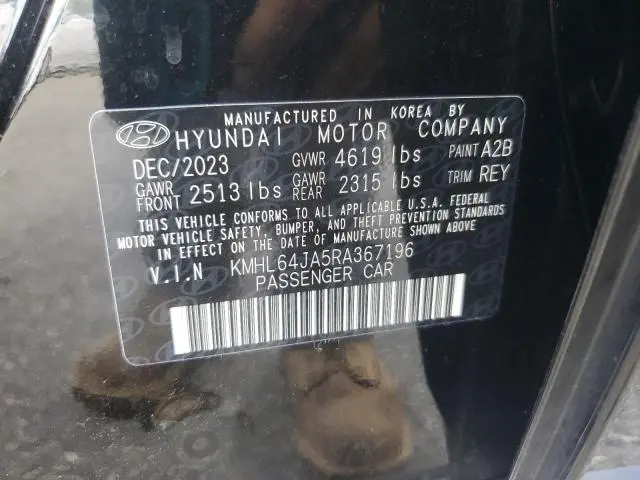 MANUFACTURED IN KOREA BY
HYUNDAI MOTOR COMPANY
DEC/2023 GVWR 4619 lbs PAINT A2B
GAWR FRONT 2513 lbs GAWR REAR 2315 lbs TRIM REY
THIS VEHICLE CONFORMS TO ALL APPLICABLE U.S.A. FEDERAL
MOTOR VEHICLE SAFETY, BUMPER, AND THEFT PREVENTION STANDARDS
IN EFFECT ON THE DATE OF MANUFACTURE SHOWN ABOVE.
V.I.N KMHL64JA5RA367196
PASSENGER CAR